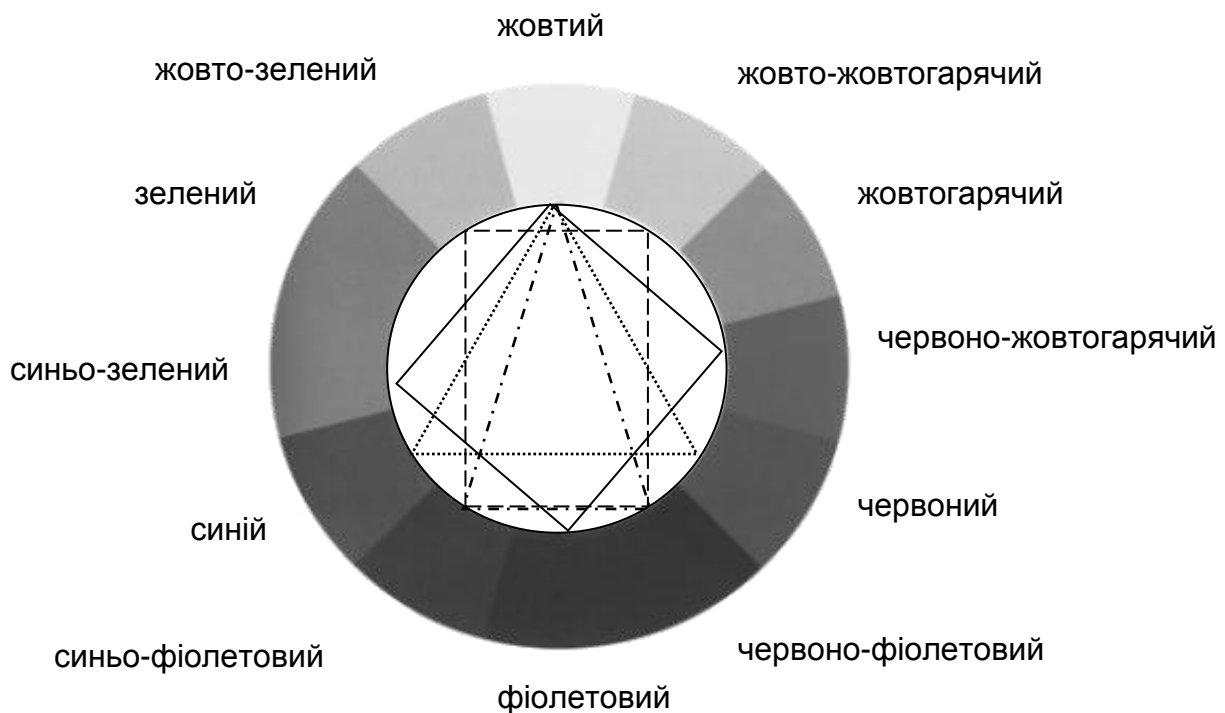 жовтий
жовто-зелений
жовто-жовтогарячий
зелений
жовтогарячий
червоно-жовтогарячий
синьо-зелений
червоний
синій
червоно-фіолетовий
синьо-фіолетовий
фіолетовий